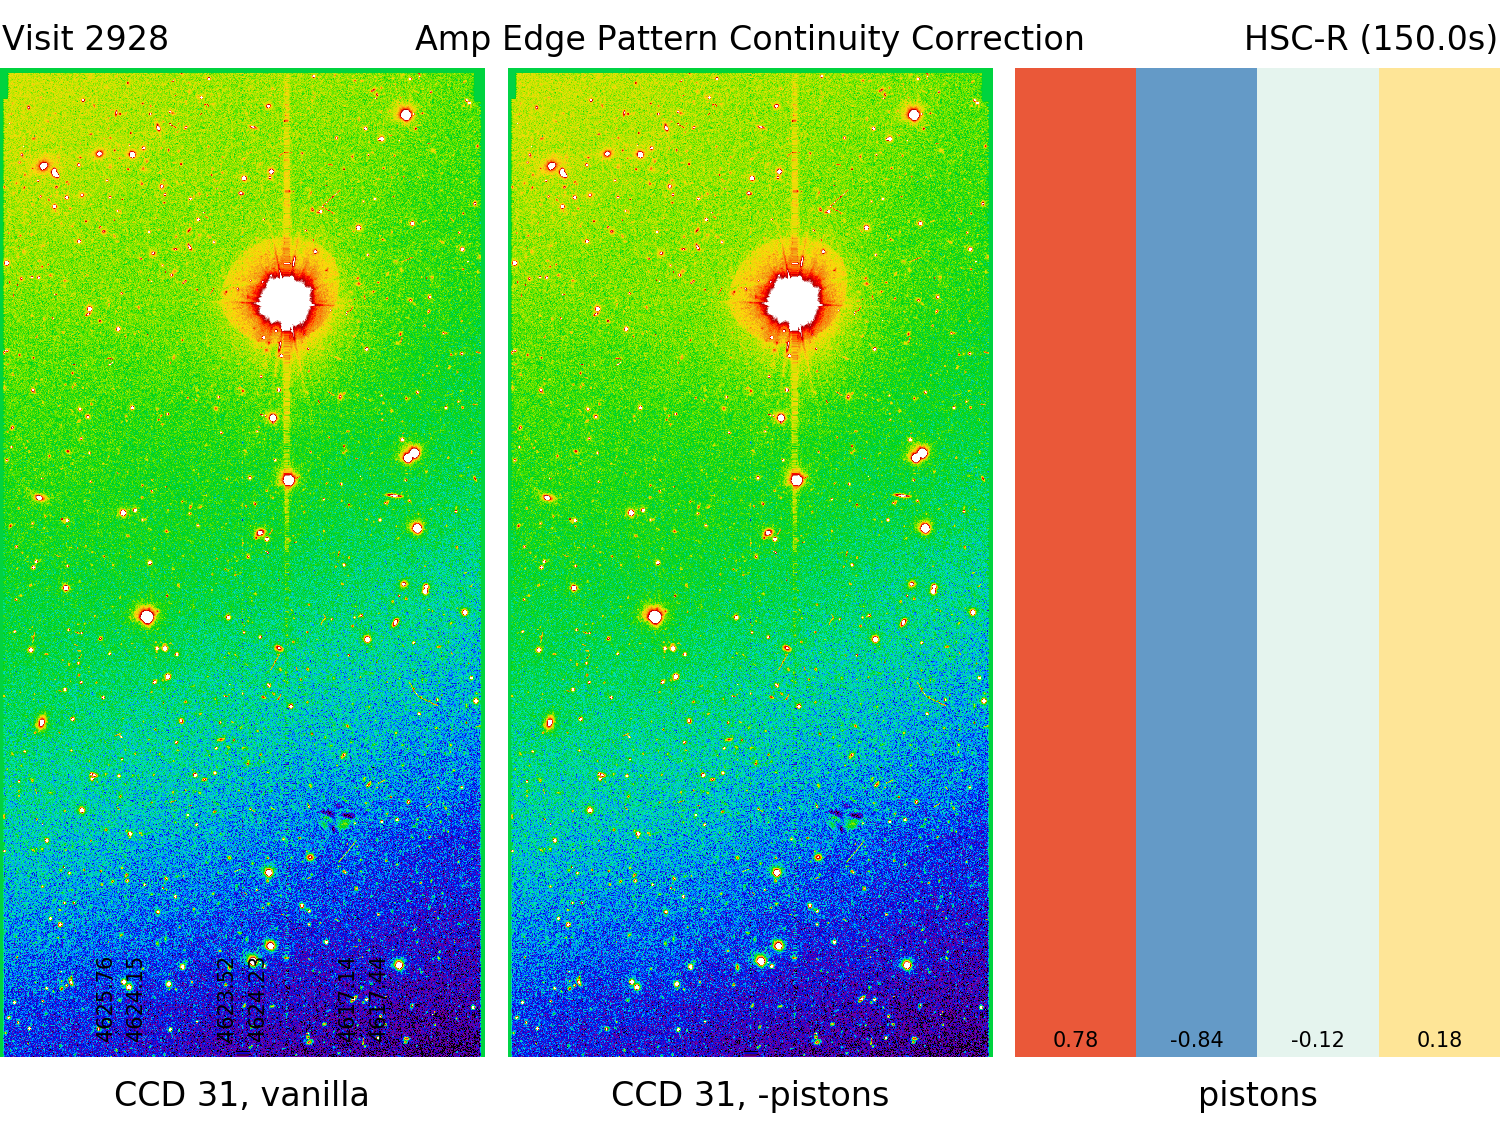 Visit 2928
Amp Edge Pattern Continuity Correction
HSC-R (150.0s)
4625.76
4624.15
4623.52
4624.23
4617.14
4617.44
0.78
-0.84
-0.12
0.18
CCD 31, vanilla
CCD 31, -pistons
pistons